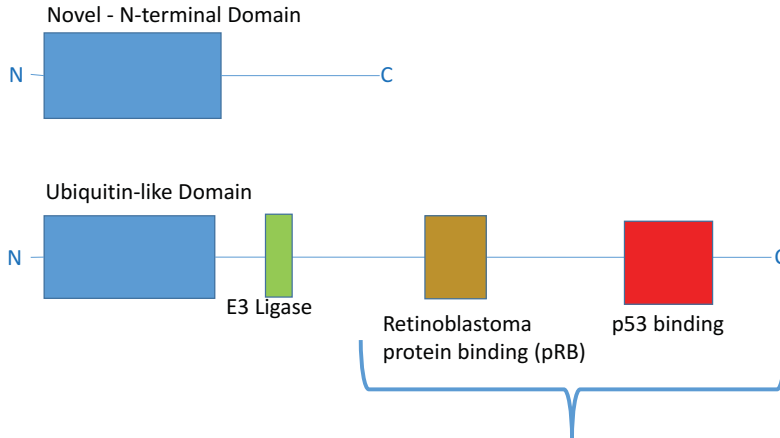 Novel - N-terminal Domain
N
C
Ubiquitin-like Domain
N
C
E3 Ligase
Retinoblastoma
protein binding (pRB)
p53 binding